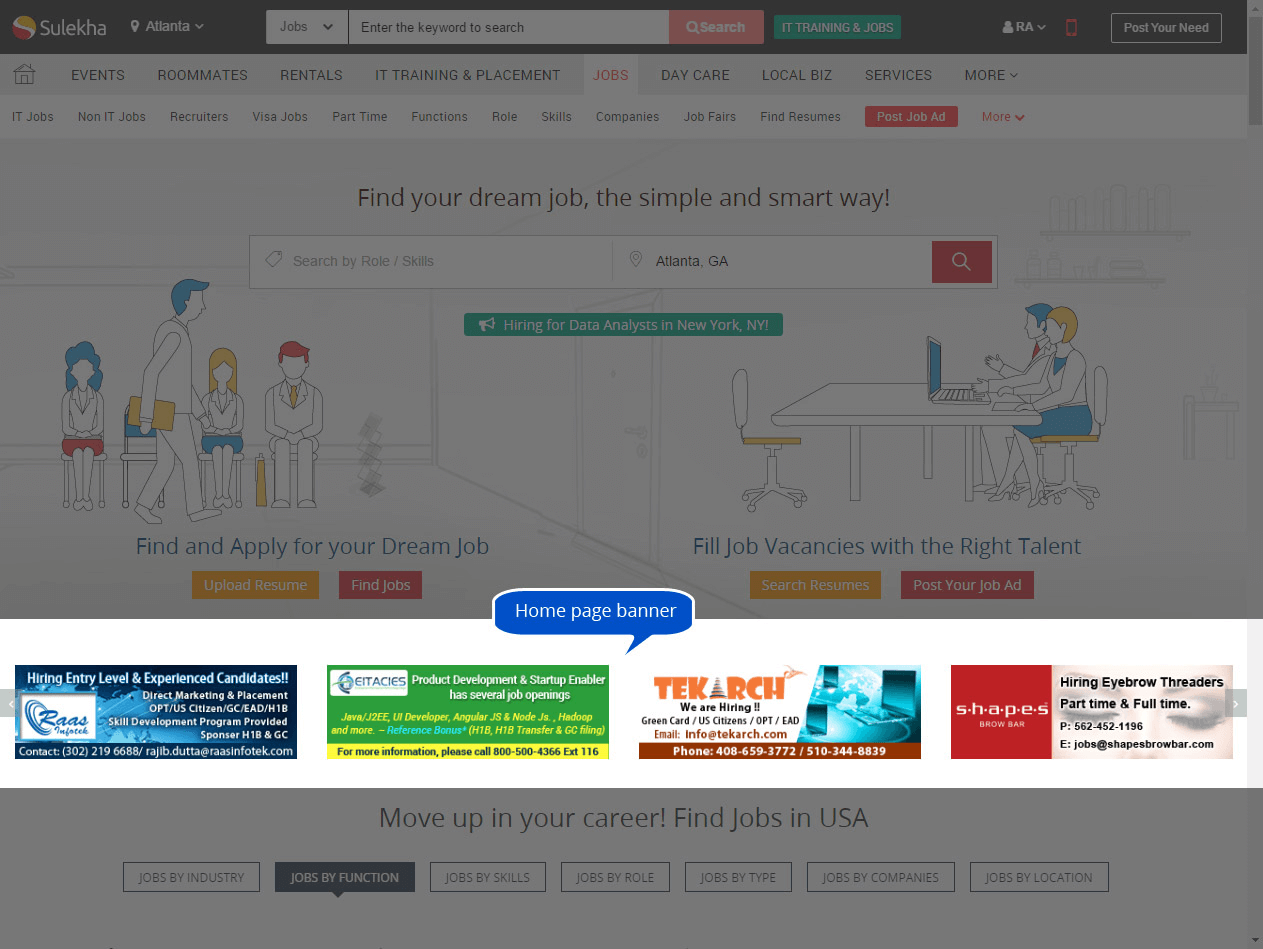 Sulekha Atlanta Jobs Enter the keyword to search Search IT TRAINING & JOBS RA Post Your Need
EVENTS ROOMMATES RENTALS IT TRAINING & PLACEMENT JOBS DAY CARE LOCAL BIZ SERVICES MORE
IT Jobs Non IT Jobs Recruiters Visa Jobs Part Time Functions Role Skills Companies Job Fairs Find Resumes Post Job Ad More
Find your dream job, the simple and smart way!
Search by Role / Skills Atlanta, GA
Hiring for Data Analysts in New York, NY!
Find and Apply for your Dream Job
Upload Resume Find Jobs
Fill Job Vacancies with the Right Talent
Search Resumes Post Your Job Ad
Home page banner
Hiring Entry Level & Experienced Candidates!!
Raas Infotek
Direct Marketing & Placement
OPT/US Citizen/GC/EAD/H1B
Skill Development Program Provided
Sponser H1B & GC
Contact: (302) 219 6688/ rajib.dutta@raasinfotek.com
EITACIES
Product Development & Startup Enabler
has several job openings
Java/J2EE, UI Developer, Angular JS & Node Js. , Hadoop
and more. – Reference Bonus* (H1B, H1B Transfer & GC filing)
For more information, please call 800-500-4366 Ext 116
TEKARCH
We are Hiring !!
Green Card / US Citizens / OPT / EAD
Email: Info@tekarch.com
Phone: 408-659-3772 / 510-344-8839
s·h·a·p·e·s
BROW BAR
Hiring Eyebrow Threaders
Part time & Full time.
P: 562-452-1196
E: jobs@shapesbrowbar.com
Move up in your career! Find Jobs in USA
JOBS BY INDUSTRY JOBS BY FUNCTION JOBS BY SKILLS JOBS BY ROLE JOBS BY TYPE JOBS BY COMPANIES JOBS BY LOCATION